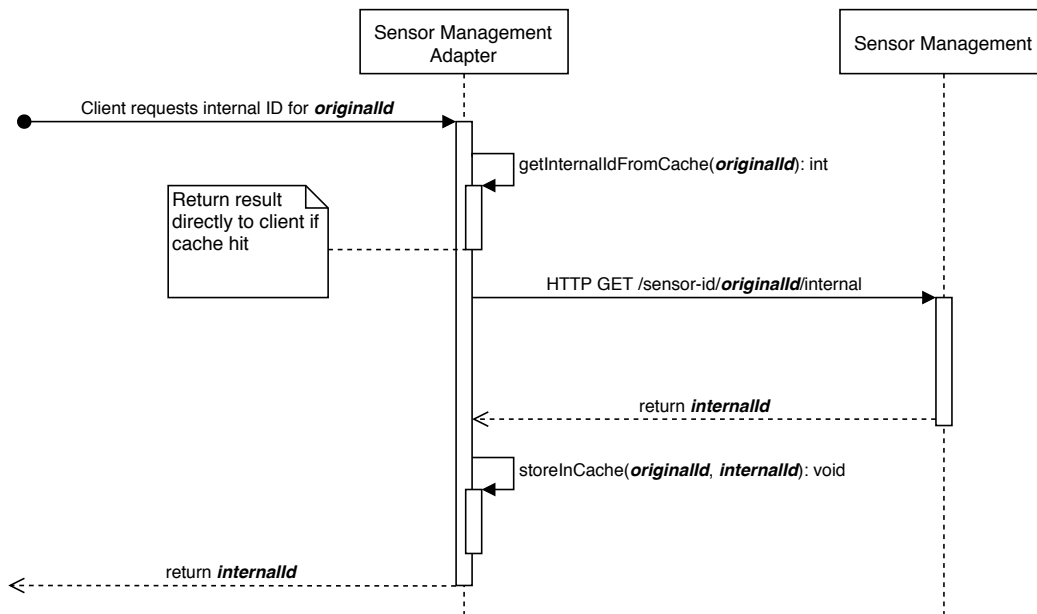 Sensor Management
Adapter
Sensor Management
Client requests internal ID for originalId
getInternalIdFromCache(originalId): int
Return result
directly to client if
cache hit
HTTP GET /sensor-id/originalId/internal
return internalId
storeInCache(originalId, internalId): void
return internalId